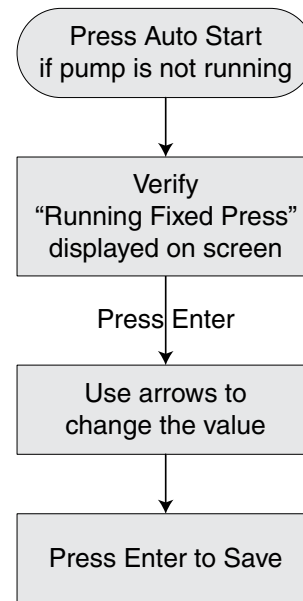 Press Auto Start
if pump is not running
Verify
“Running Fixed Press”
displayed on screen
Press Enter
Use arrows to
change the value
Press Enter to Save